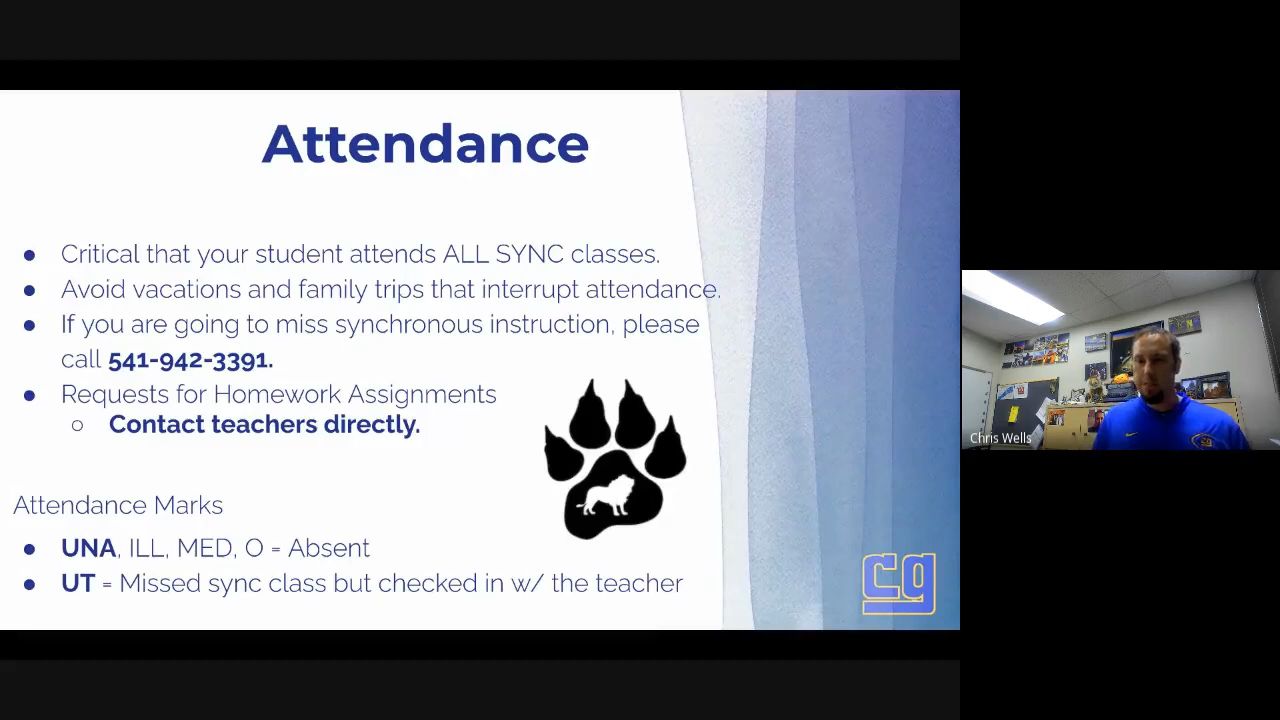 Attendance
● Critical that your student attends ALL SYNC classes.
● Avoid vacations and family trips that interrupt attendance.
● If you are going to miss synchronous instruction, please
call 541-942-3391.
● Requests for Homework Assignments
○ Contact teachers directly.
Attendance Marks
● UNA, ILL, MED, O = Absent
● UT = Missed sync class but checked in w/ the teacher
cg
Chris Wells